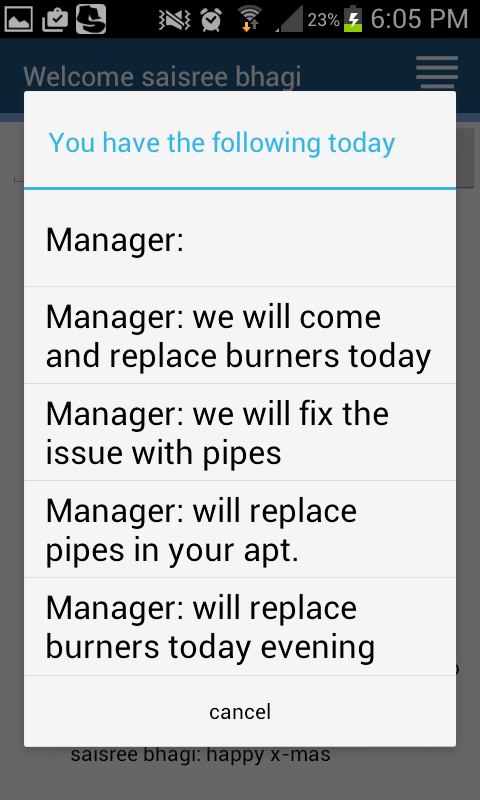 23% 6:05 PM
Welcome saisree bhagi
You have the following today
Manager:
Manager: we will come
and replace burners today
Manager: we will fix the
issue with pipes
Manager: will replace
pipes in your apt.
Manager: will replace
burners today evening
cancel
saisree bhagi: happy x-mas